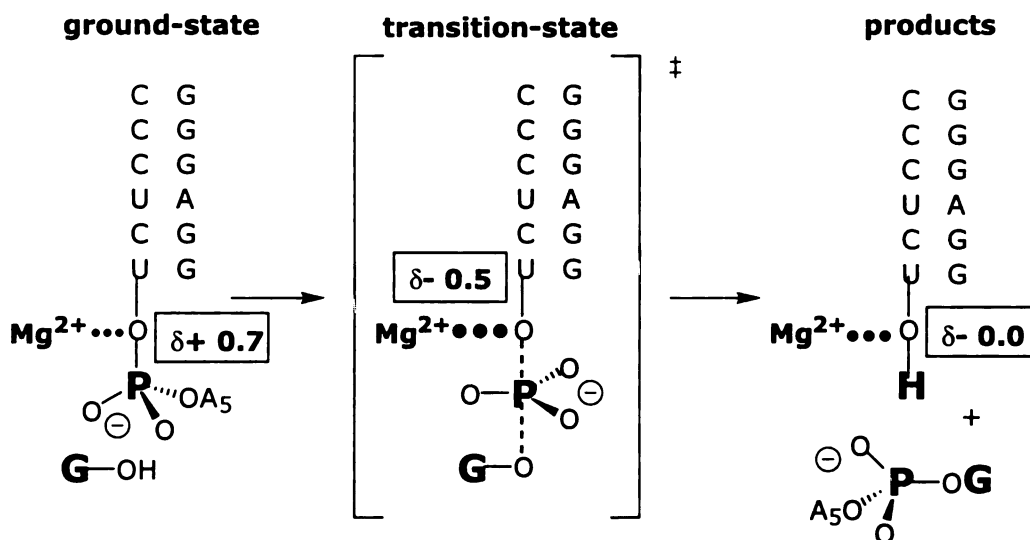 ground-state transition-state products
‡
C G C G C G
C G C G C G
C G C G C G
U A U A U A
C G C G C G
U G U G U G
δ+ 0.7 δ- 0.5 δ- 0.0
Mg2+ O Mg2+ O Mg2+ O
P OA5 O P O H
O ⊖ O O ⊖ +
G—OH G—O ⊖ O P—OG
A5O O